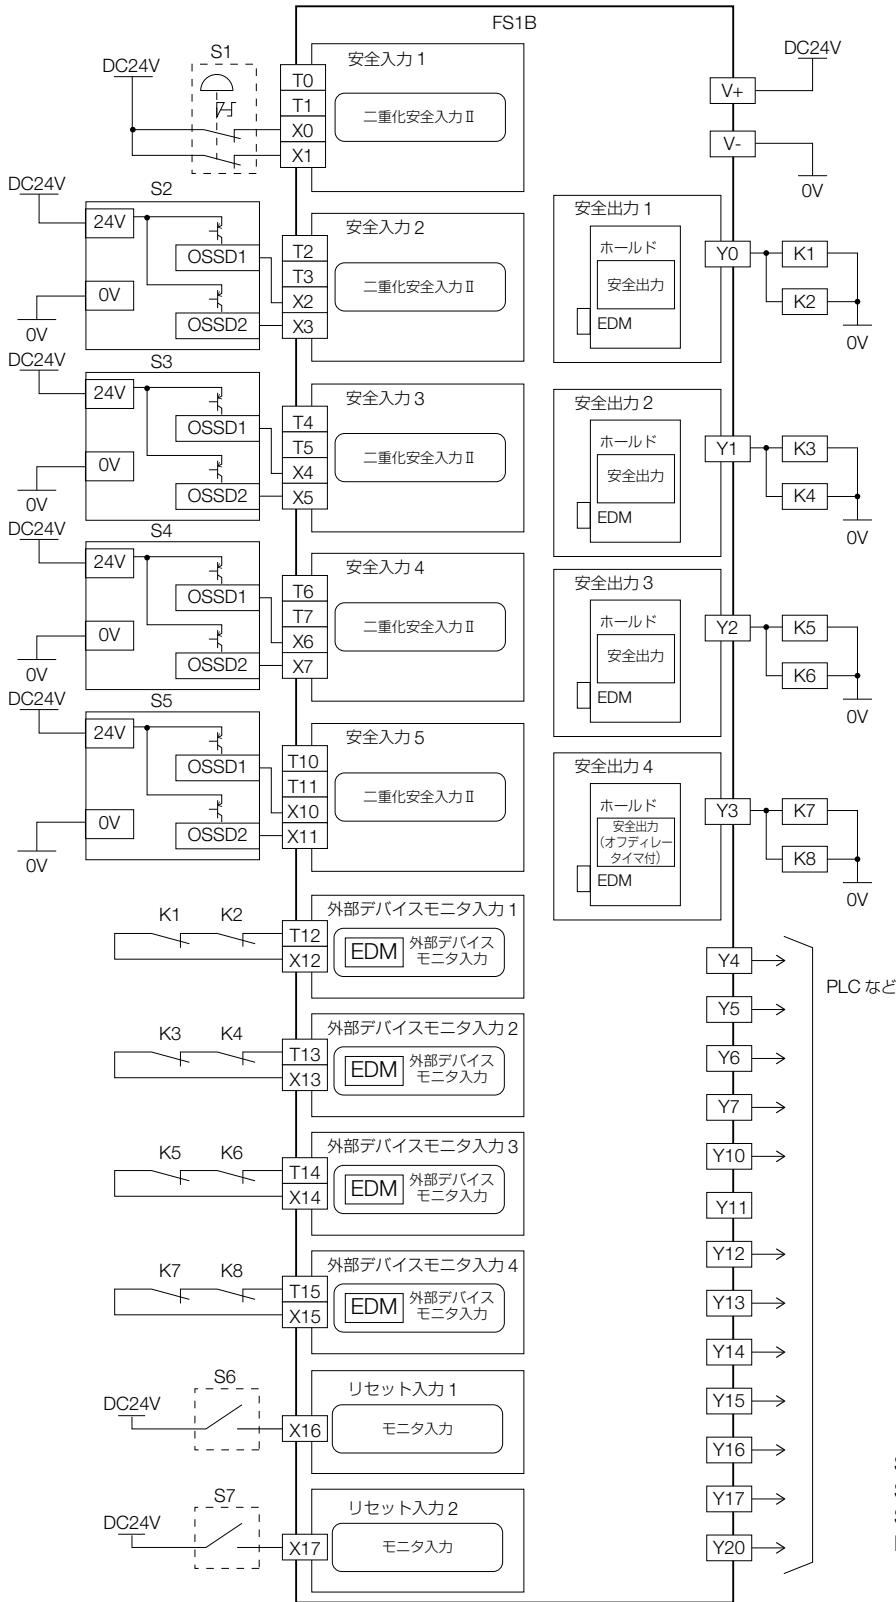 FS1B
S1
DC24V
安全入力 1
T0
T1
X0
X1
二重化安全入力 II
DC24V
V+
V-
0V
DC24V
S2
24V
OSSD1
0V
OSSD2
0V
安全入力 2
T2
T3
X2
X3
二重化安全入力 II
安全出力 1
ホールド
安全出力
EDM
Y0
K1
K2
0V
DC24V
S3
24V
OSSD1
0V
OSSD2
0V
安全入力 3
T4
T5
X4
X5
二重化安全入力 II
安全出力 2
ホールド
安全出力
EDM
Y1
K3
K4
0V
DC24V
S4
24V
OSSD1
0V
OSSD2
0V
安全入力 4
T6
T7
X6
X7
二重化安全入力 II
安全出力 3
ホールド
安全出力
EDM
Y2
K5
K6
0V
DC24V
S5
24V
OSSD1
0V
OSSD2
0V
安全入力 5
T10
T11
X10
X11
二重化安全入力 II
安全出力 4
ホールド
安全出力
(オフディレー
タイマ付)
EDM
Y3
K7
K8
0V
K1
K2
T12
X12
外部デバイスモニタ入力 1
EDM
外部デバイス
モニタ入力
K3
K4
T13
X13
外部デバイスモニタ入力 2
EDM
外部デバイス
モニタ入力
K5
K6
T14
X14
外部デバイスモニタ入力 3
EDM
外部デバイス
モニタ入力
K7
K8
T15
X15
外部デバイスモニタ入力 4
EDM
外部デバイス
モニタ入力
S6
DC24V
X16
リセット入力 1
モニタ入力
S7
DC24V
X17
リセット入力 2
モニタ入力
Y4
Y5
Y6
Y7
Y10
Y11
Y12
Y13
Y14
Y15
Y16
Y17
Y20
PLC など